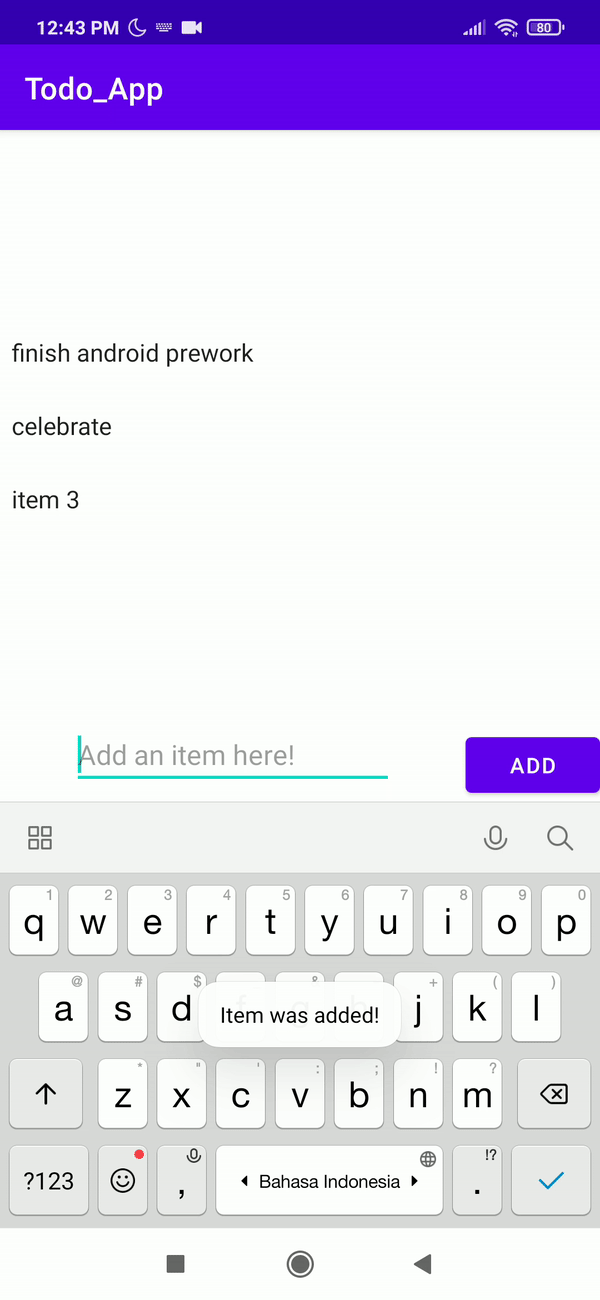 12:43 PM 80
Todo_App
finish android prework
celebrate
item 3
Add an item here!
ADD
1 2 3 4 5 6 7 8 9 0
q w e r t y u i o p
@ # $ & + ( )
a s d j k l
Item was added!
* " ' : ; ! ?
z x c v b n m
!?
?123 , Bahasa Indonesia .